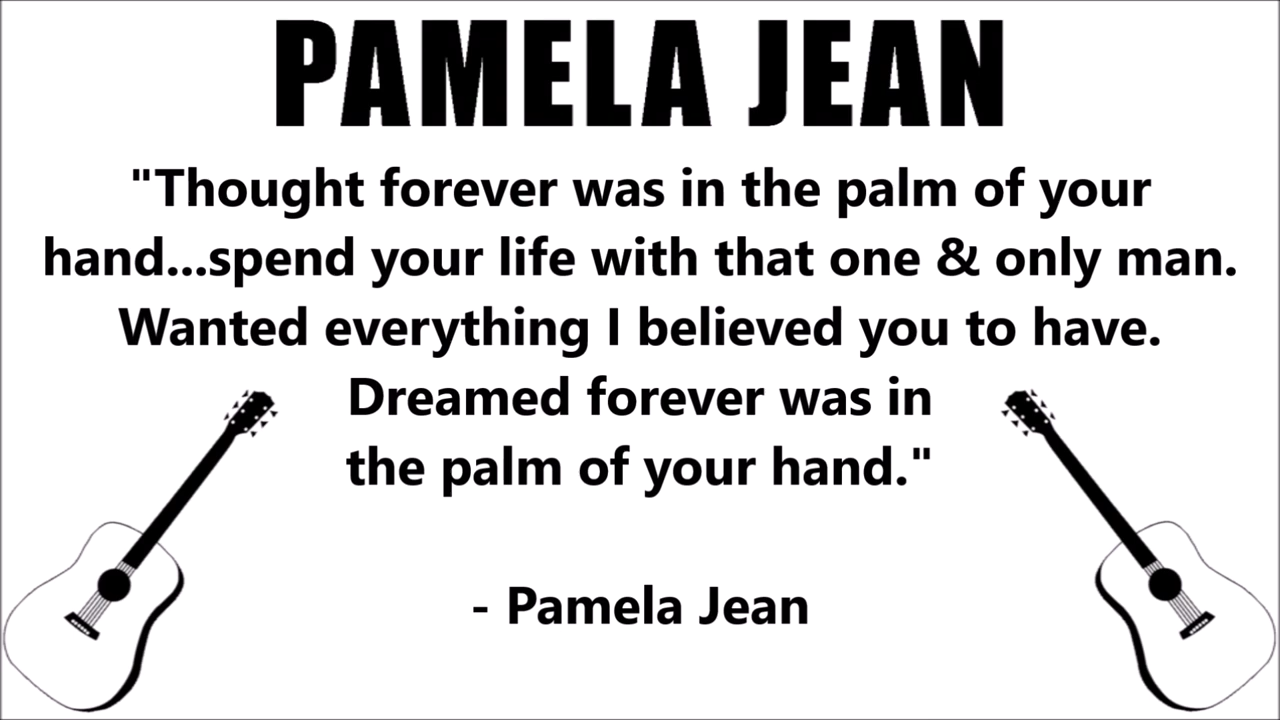 PAMELA JEAN
"Thought forever was in the palm of your
hand...spend your life with that one & only man.
Wanted everything I believed you to have.
Dreamed forever was in
the palm of your hand."
- Pamela Jean